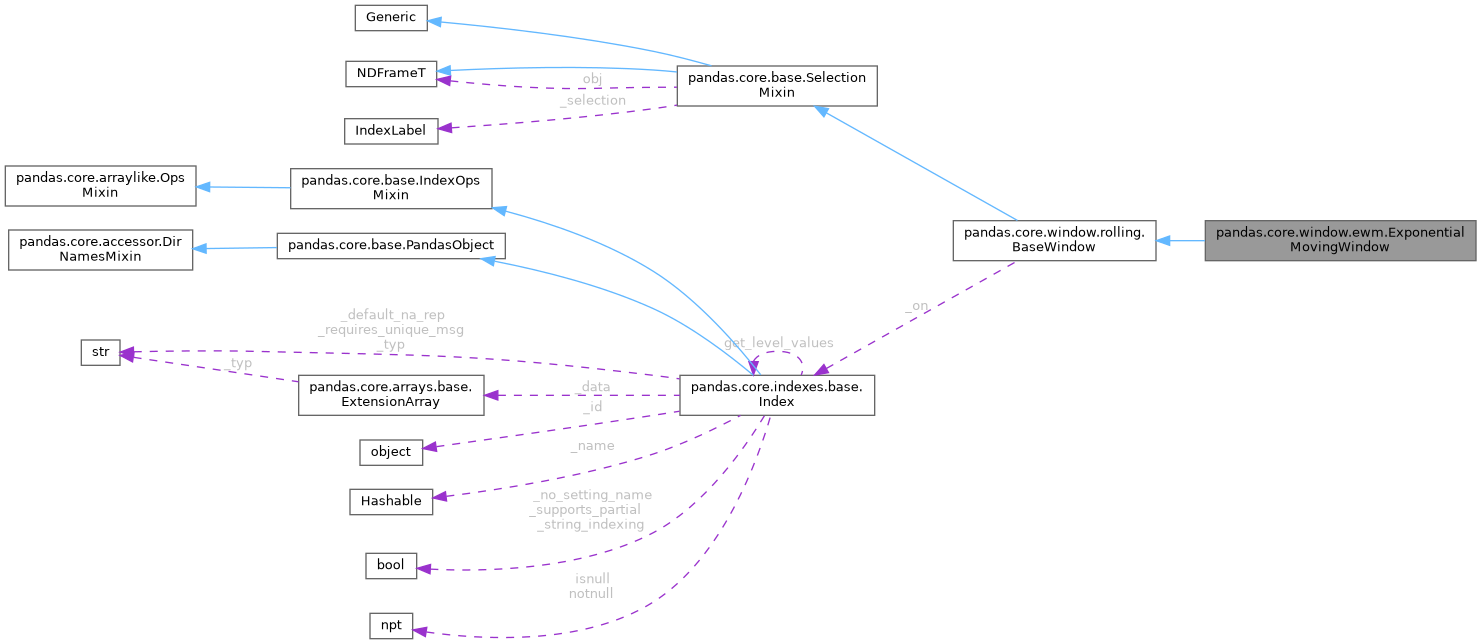 Generic
NDFrameT
pandas.core.base.Selection
Mixin
obj
_selection
IndexLabel
pandas.core.arraylike.Ops
Mixin
pandas.core.base.IndexOps
Mixin
pandas.core.accessor.Dir
NamesMixin
pandas.core.base.PandasObject
pandas.core.window.rolling.
BaseWindow
pandas.core.window.ewm.Exponential
MovingWindow
_on
_default_na_rep
_requires_unique_msg
_typ
get_level_values
str
_typ
pandas.core.arrays.base.
ExtensionArray
_data
pandas.core.indexes.base.
Index
_id
object
_name
Hashable
_no_setting_name
_supports_partial
_string_indexing
bool
isnull
notnull
npt